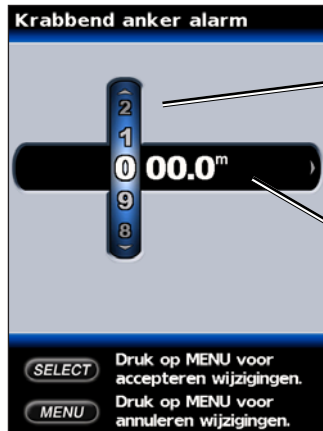 Krabbend anker alarm
2
1
0 00.0m
9
8
SELECT Druk op MENU voor
accepteren wijzigingen.
MENU Druk op MENU voor
annuleren wijzigingen.